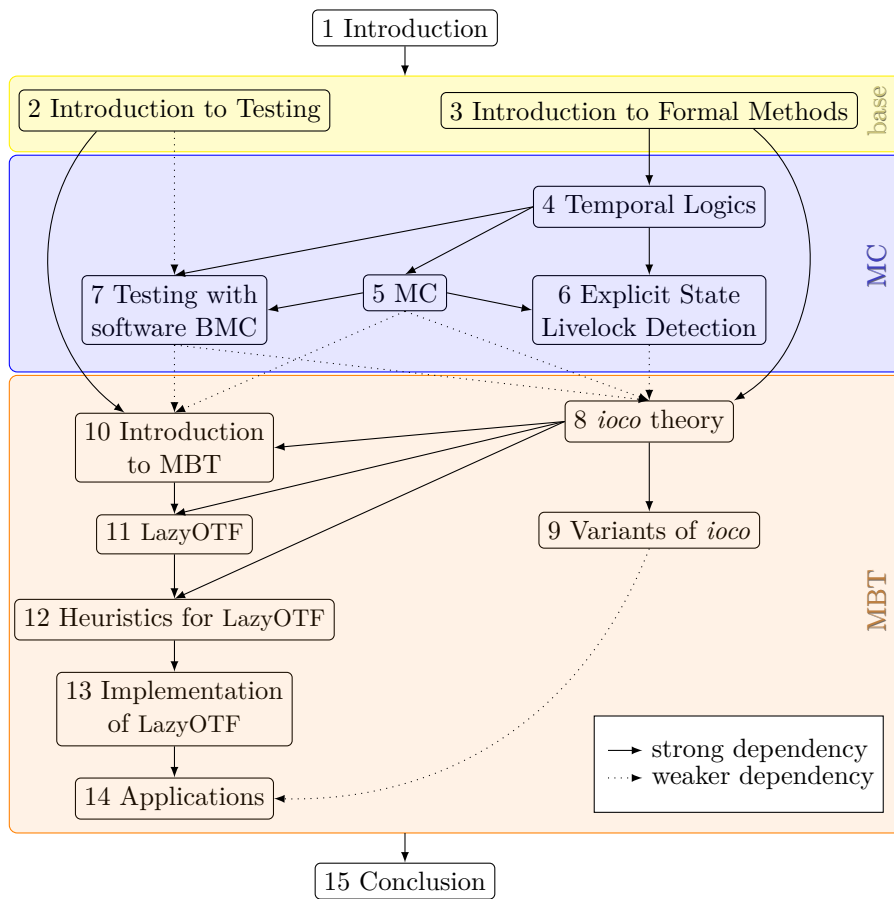 1 Introduction
2 Introduction to Testing
3 Introduction to Formal Methods
base
4 Temporal Logics
MC
7 Testing with
software BMC
5 MC
6 Explicit State
Livelock Detection
8 ioco theory
10 Introduction
to MBT
11 LazyOTF
9 Variants of ioco
MBT
12 Heuristics for LazyOTF
13 Implementation
of LazyOTF
strong dependency
weaker dependency
14 Applications
15 Conclusion